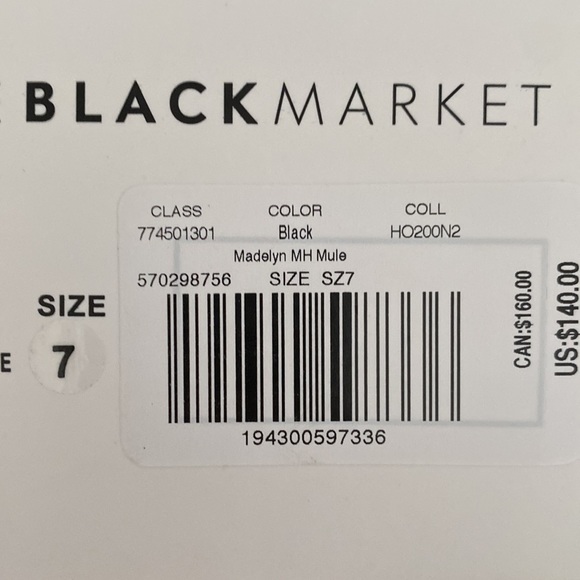 BLACKMARKET
CLASS COLOR COLL
774501301 Black HO200N2
Madelyn MH Mule
570298756 SIZE SZ7
SIZE
7
E
194300597336
CAN:$160.00
US:$140.00